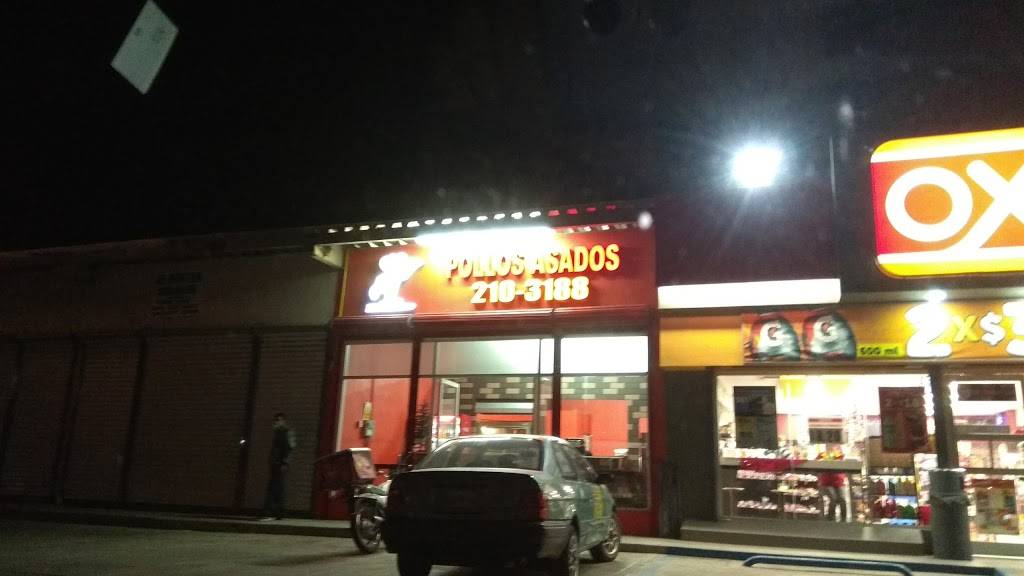 POLLOS ASADOS
210-3188
OX
G G 600 ml 2x$3